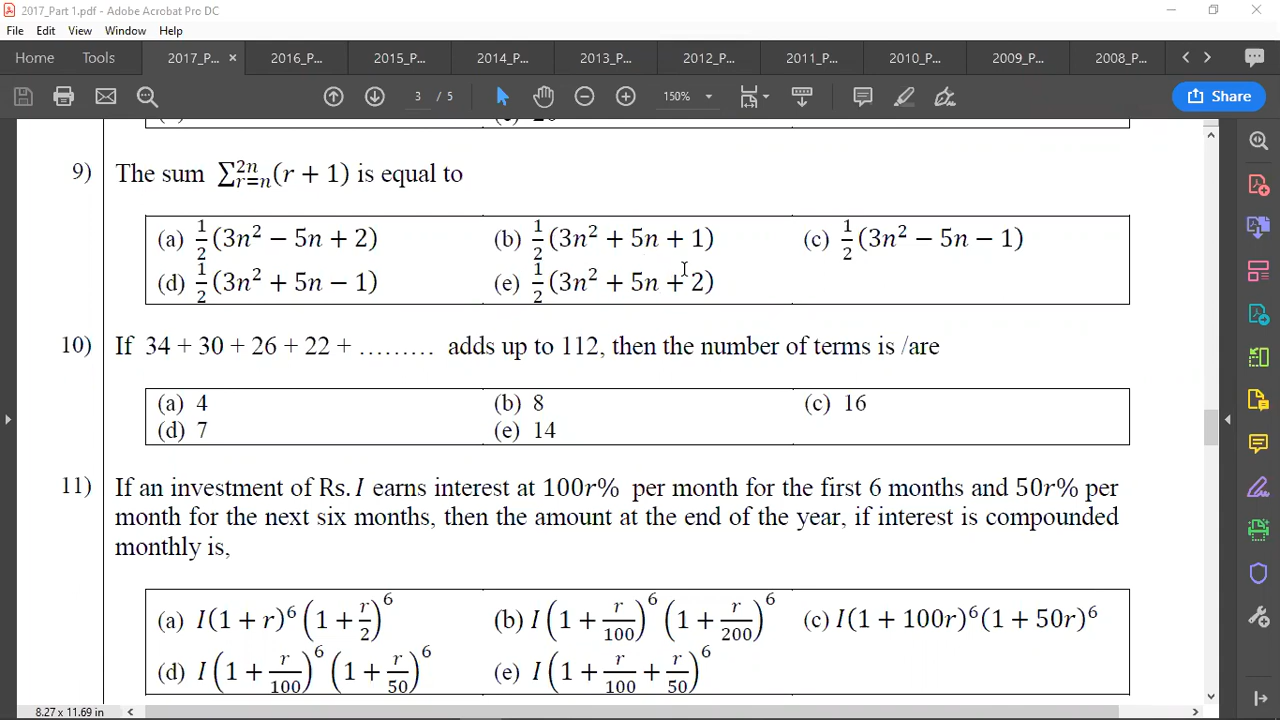 2017_Part 1.pdf - Adobe Acrobat Pro DC
File Edit View Window Help
Home Tools 2017_P... × 2016_P... 2015_P... 2014_P... 2013_P... 2012_P... 2011_P... 2010_P... 2009_P... 2008_P...
3 / 5 150% Share
9) The sum ∑_{r=n}^{2n}(r + 1) is equal to
(a) 1/2(3n² − 5n + 2) (b) 1/2(3n² + 5n + 1) (c) 1/2(3n² − 5n − 1)
(d) 1/2(3n² + 5n − 1) (e) 1/2(3n² + 5n + 2)
10) If 34 + 30 + 26 + 22 + ……… adds up to 112, then the number of terms is /are
(a) 4 (b) 8 (c) 16
(d) 7 (e) 14
11) If an investment of Rs. I earns interest at 100r% per month for the first 6 months and 50r% per
month for the next six months, then the amount at the end of the year, if interest is compounded
monthly is,
(a) I(1 + r)⁶(1 + r/2)⁶ (b) I(1 + r/100)⁶(1 + r/200)⁶ (c) I(1 + 100r)⁶(1 + 50r)⁶
(d) I(1 + r/100)⁶(1 + r/50)⁶ (e) I(1 + r/100 + r/50)⁶
8.27 x 11.69 in